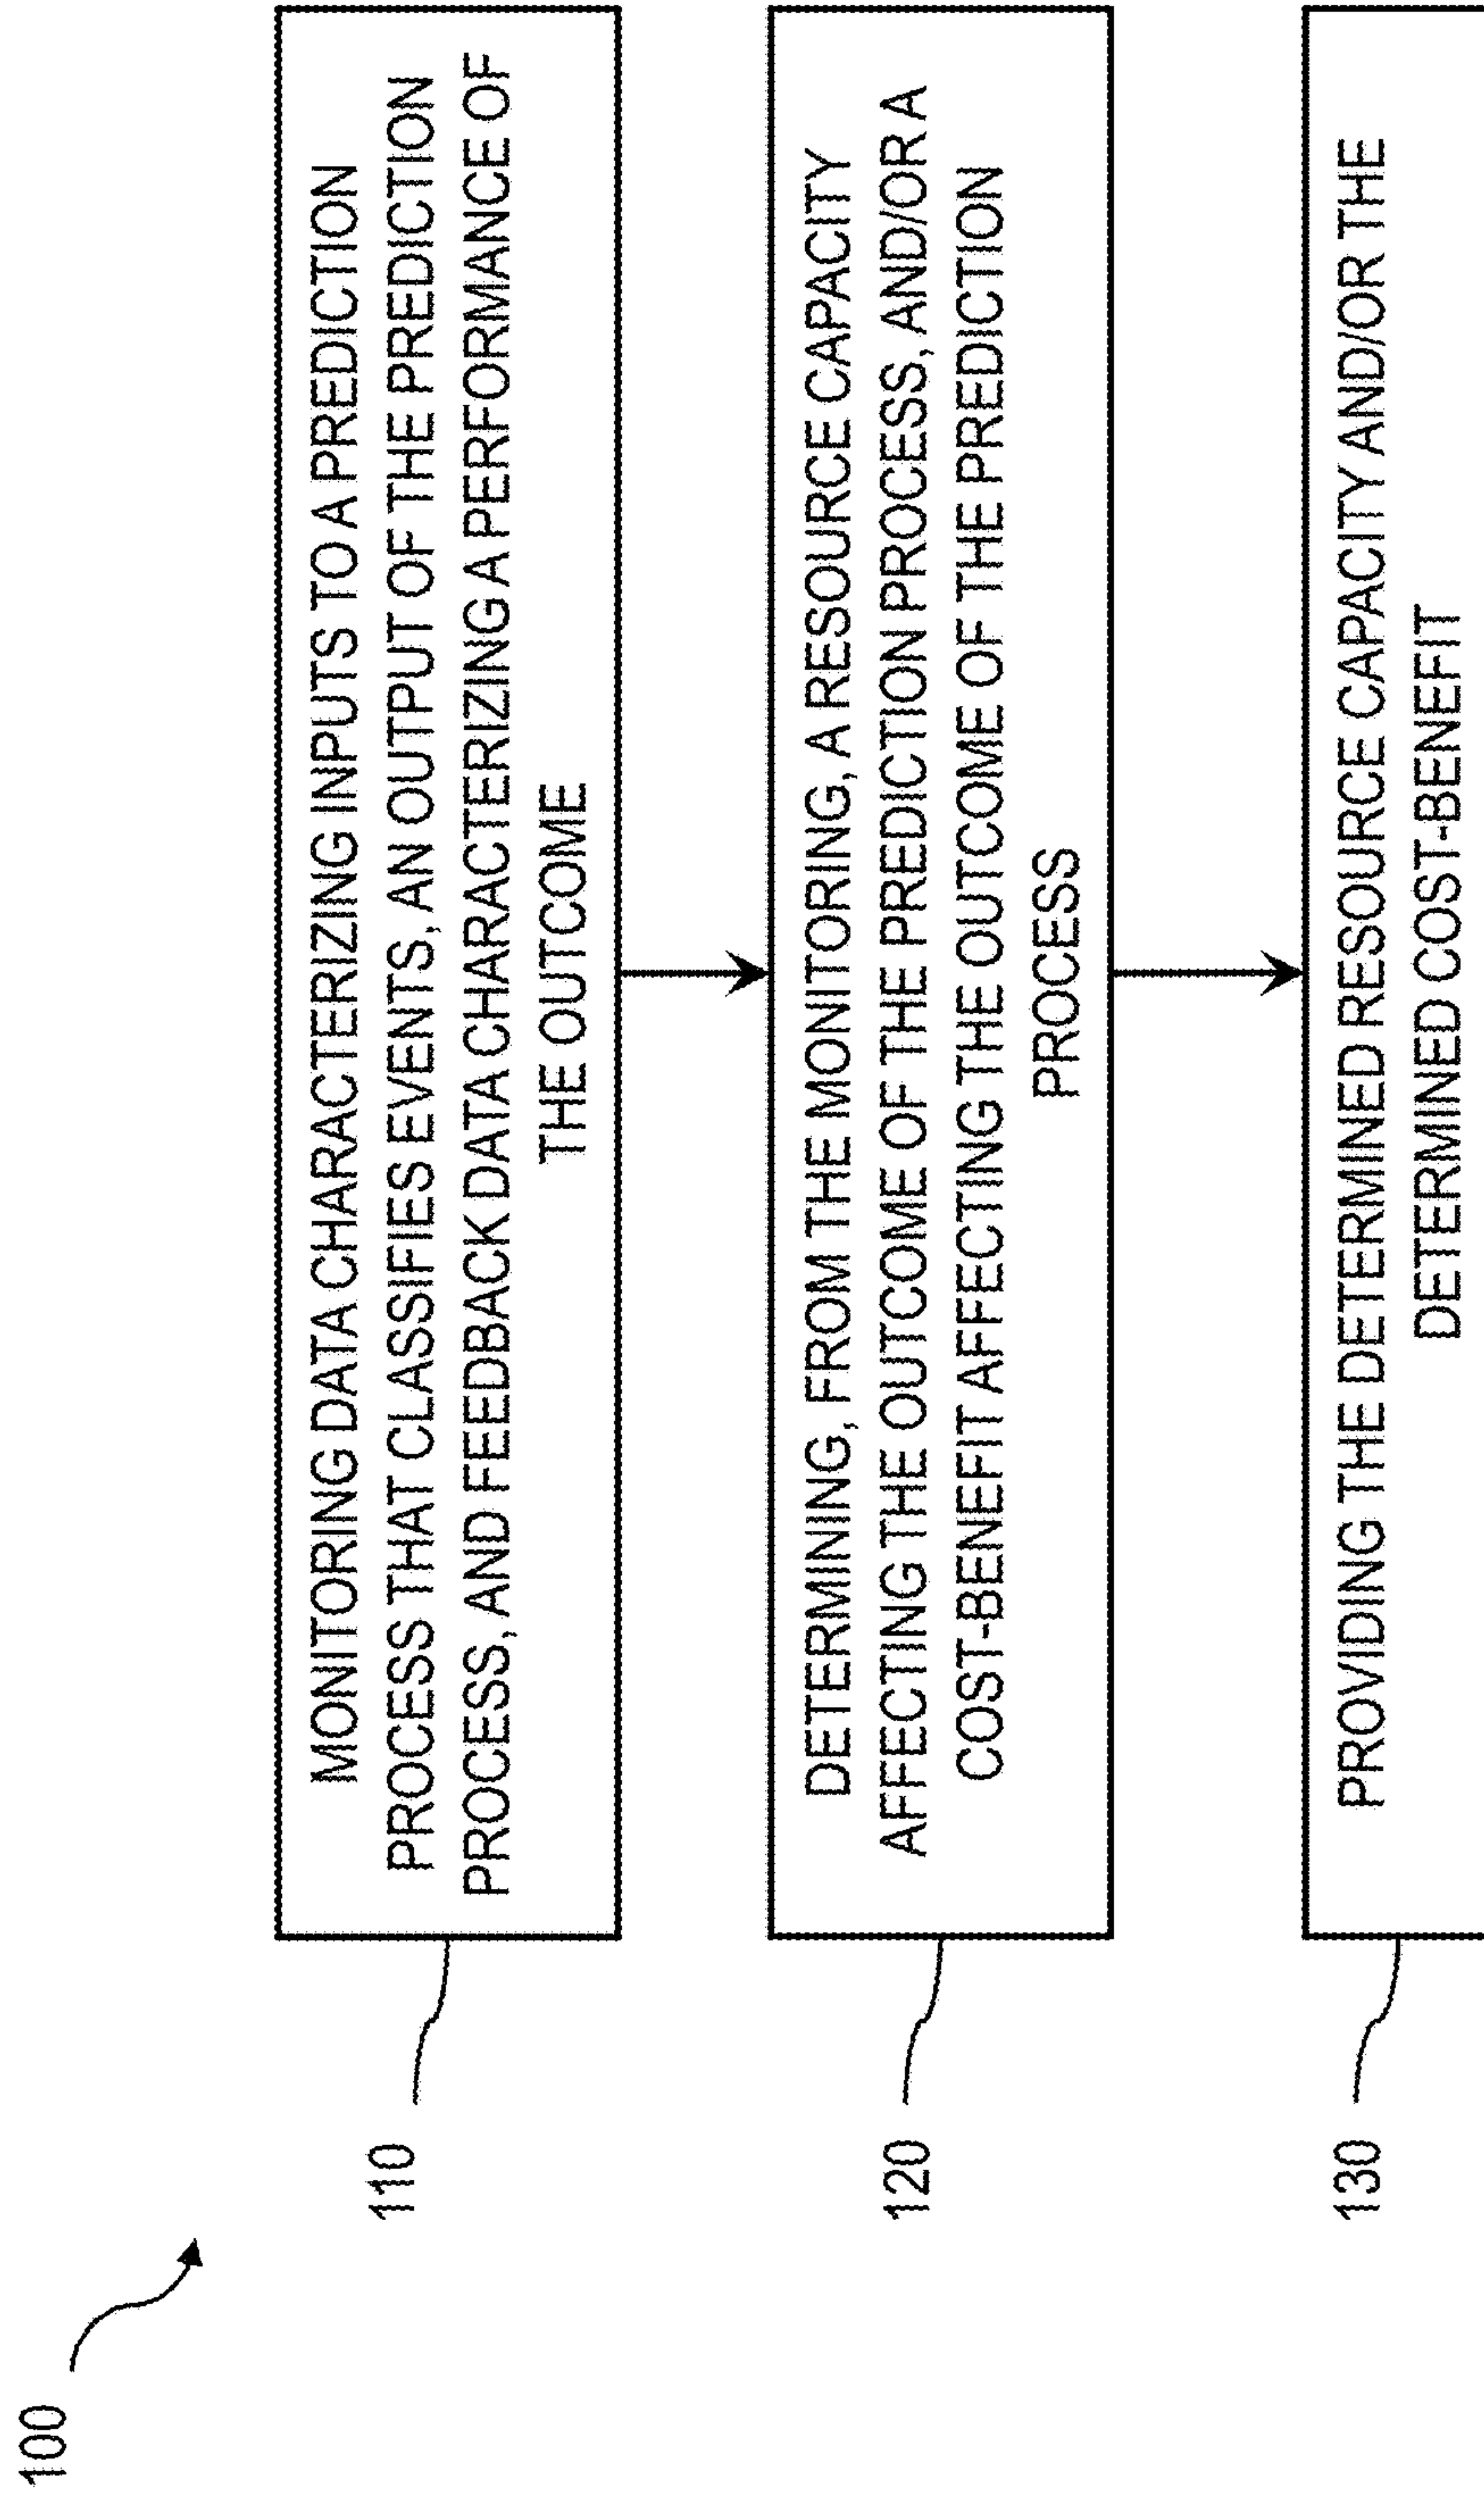 100
110
MONITORING DATA CHARACTERIZING INPUTS TO A PREDICTION
PROCESS THAT CLASSIFIES EVENTS, AN OUTPUT OF THE PREDICTION
PROCESS, AND FEEDBACK DATA CHARACTERIZING A PERFORMANCE OF
THE OUTCOME
120
DETERMINING, FROM THE MONITORING, A RESOURCE CAPACITY
AFFECTING THE OUTCOME OF THE PREDICTION PROCESS, AND/OR A
COST-BENEFIT AFFECTING THE OUTCOME OF THE PREDICTION
PROCESS
130
PROVIDING THE DETERMINED RESOURCE CAPACITY AND/OR THE
DETERMINED COST-BENEFIT